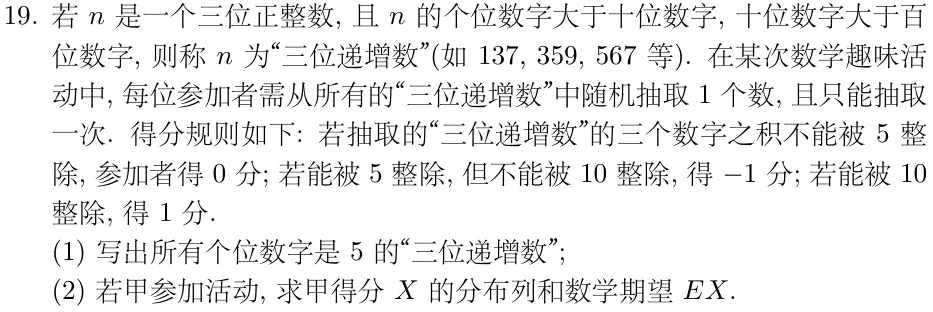 19. 若 n 是一个三位正整数, 且 n 的个位数字大于十位数字, 十位数字大于百
位数字, 则称 n 为“三位递增数”(如 137, 359, 567 等). 在某次数学趣味活
动中, 每位参加者需从所有的“三位递增数”中随机抽取 1 个数, 且只能抽取
一次. 得分规则如下: 若抽取的“三位递增数”的三个数字之积不能被 5 整
除, 参加者得 0 分; 若能被 5 整除, 但不能被 10 整除, 得 −1 分; 若能被 10
整除, 得 1 分.
(1) 写出所有个位数字是 5 的“三位递增数”;
(2) 若甲参加活动, 求甲得分 X 的分布列和数学期望 EX.